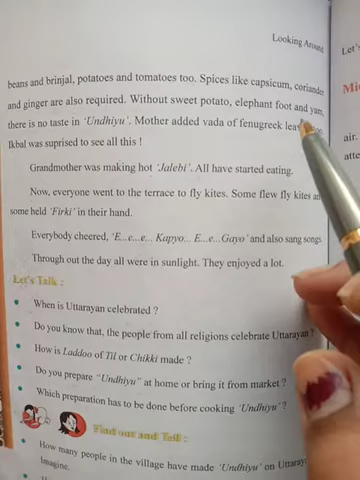 Looking Around
beans and brinjal, potatoes and tomatoes too. Spices like capsicum, coriander
and ginger are also required. Without sweet potato, elephant foot and yam,
there is no taste in 'Undhiyu'. Mother added vada of fenugreek
Ikbal was suprised to see all this !
Grandmother was making hot 'Jalebi'. All have started eating.
Now, everyone went to the terrace to fly kites. Some flew kites
some held 'Firki' in their hand.
Everybody cheered, 'E...e...e... Kapyo... E...e...Gayo' and also sang songs
Through out the day all were in sunlight. They enjoyed a lot.
Let's Talk :
• When is Uttarayan celebrated ?
• Do you know that, the people from all religions celebrate Uttarayan ?
• How is Laddoo of Til or Chikki made ?
• Do you prepare "Undhiyu" at home or bring it from market ?
• Which preparation has to be done before cooking 'Undhiyu' ?
Find out and Tell :
• How many people in the village have made 'Undhiyu' on
Imagine.
Let's
air.
atte